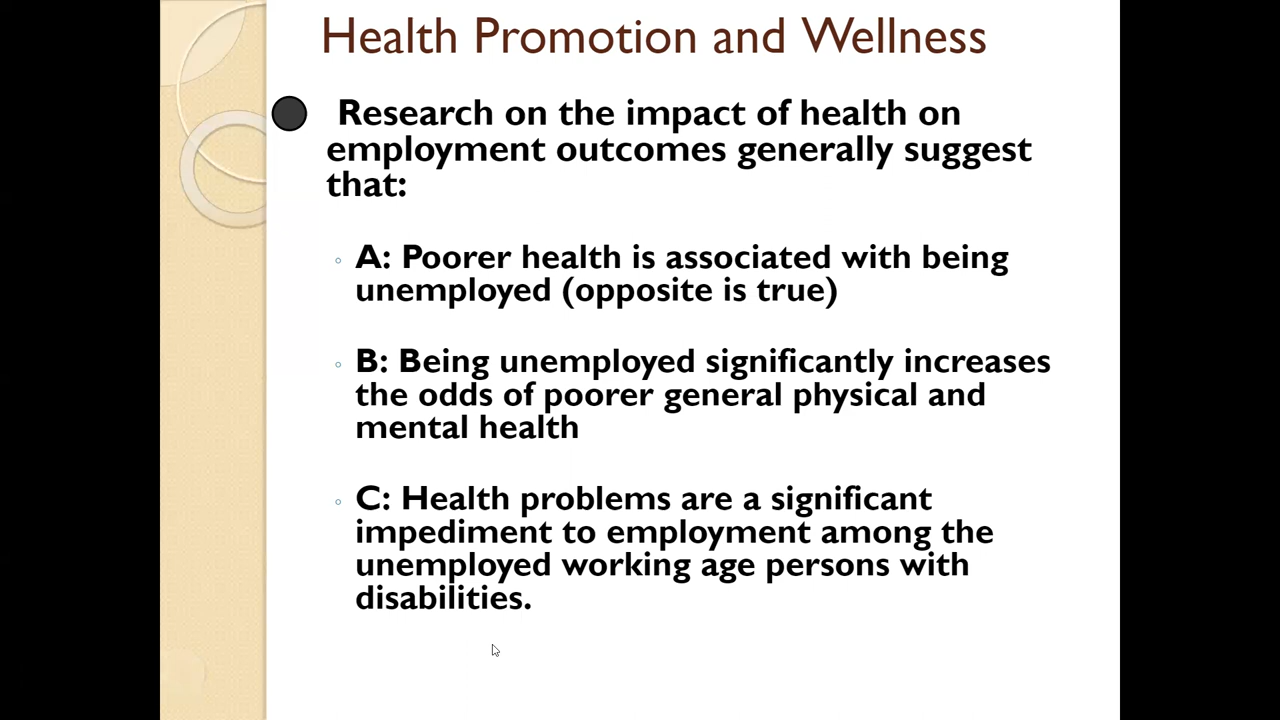 Health Promotion and Wellness
Research on the impact of health on
employment outcomes generally suggest
that:
A: Poorer health is associated with being
unemployed (opposite is true)
B: Being unemployed significantly increases
the odds of poorer general physical and
mental health
C: Health problems are a significant
impediment to employment among the
unemployed working age persons with
disabilities.